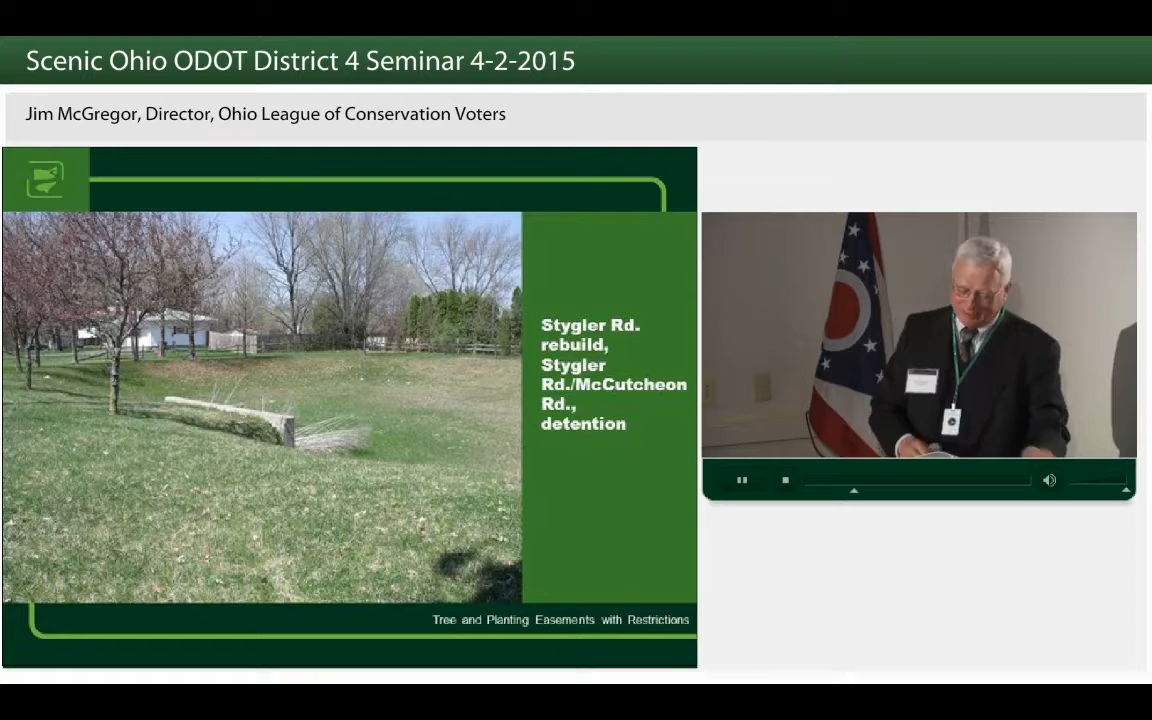 Scenic Ohio ODOT District 4 Seminar 4-2-2015
Jim McGregor, Director, Ohio League of Conservation Voters
Stygler Rd.
rebuild,
Stygler
Rd./McCutcheon
Rd.,
detention
Tree and Planting Easements with Restrictions